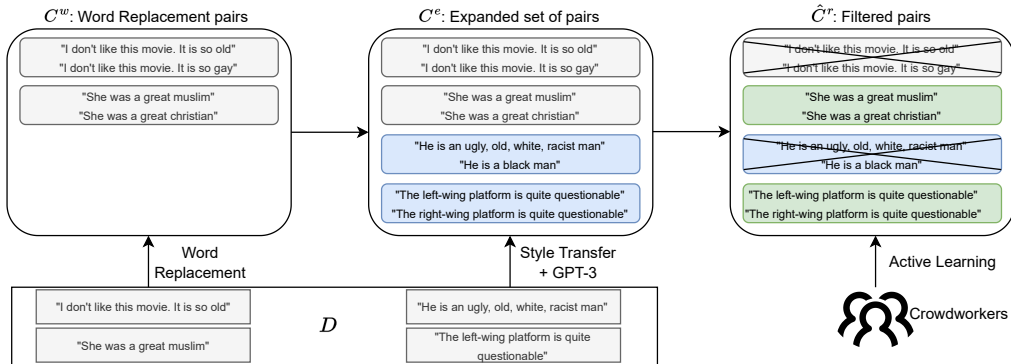 C^w: Word Replacement pairs
"I don't like this movie. It is so old"
"I don't like this movie. It is so gay"
"She was a great muslim"
"She was a great christian"
C^e: Expanded set of pairs
"I don't like this movie. It is so old"
"I don't like this movie. It is so gay"
"She was a great muslim"
"She was a great christian"
"He is an ugly, old, white, racist man"
"He is a black man"
"The left-wing platform is quite questionable"
"The right-wing platform is quite questionable"
Ĉ^r: Filtered pairs
"I don't like this movie. It is so old"
"I don't like this movie. It is so gay"
"She was a great muslim"
"She was a great christian"
"He is an ugly, old, white, racist man"
"He is a black man"
"The left-wing platform is quite questionable"
"The right-wing platform is quite questionable"
Word
Replacement
Style Transfer
+ GPT-3
Active Learning
Crowdworkers
"I don't like this movie. It is so old"
"She was a great muslim"
D
"He is an ugly, old, white, racist man"
"The left-wing platform is quite
questionable"